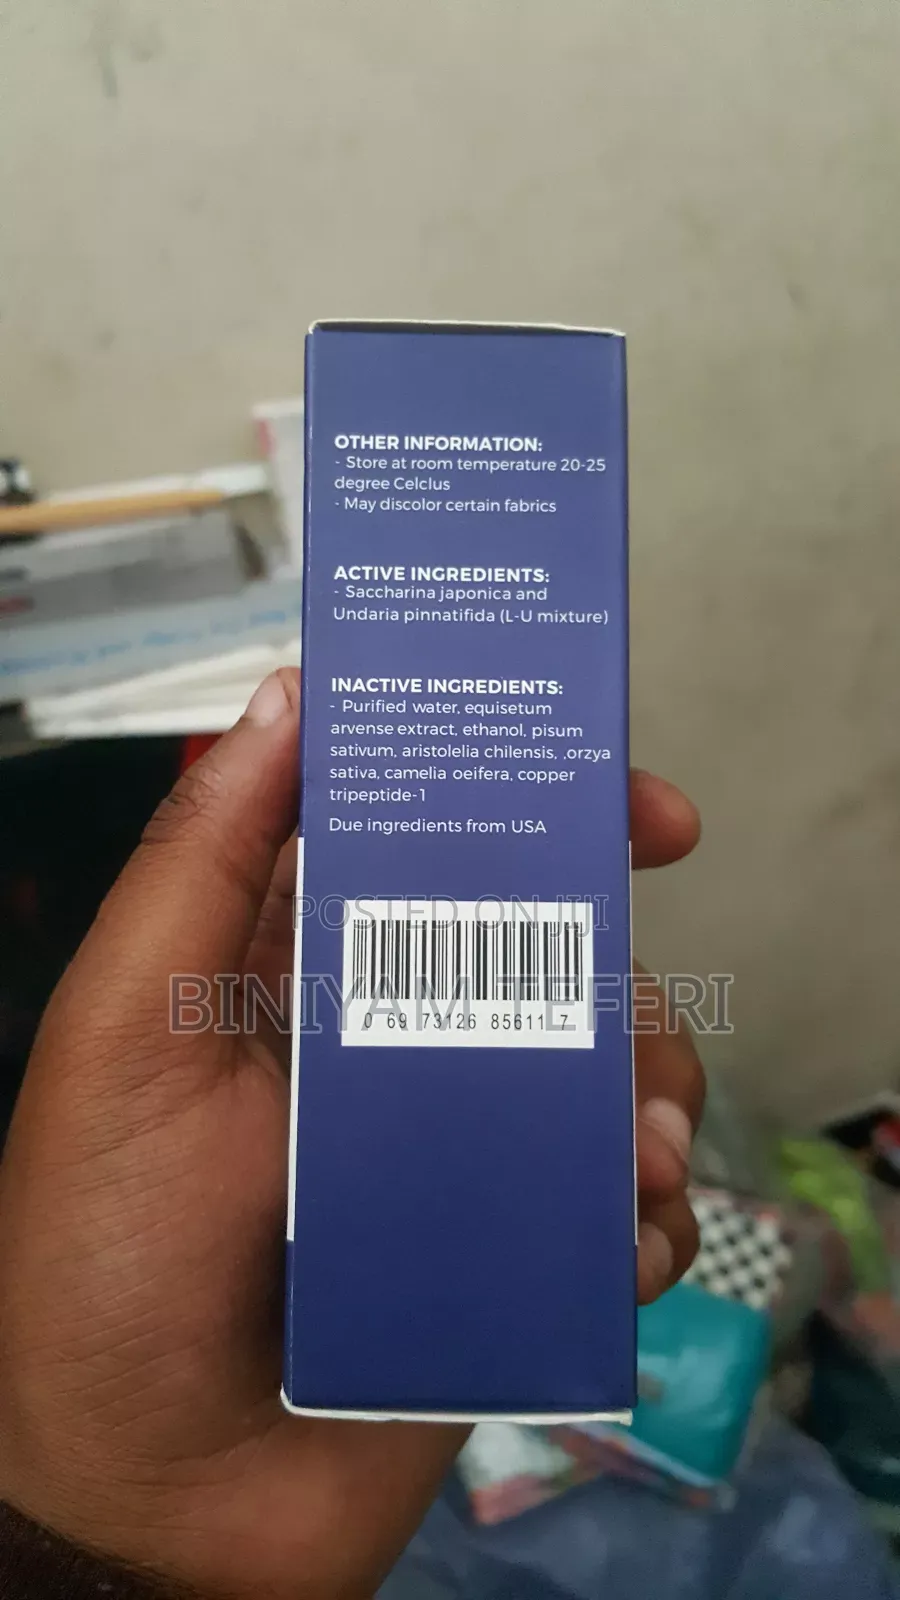 OTHER INFORMATION:
- Store at room temperature 20-25
degree Celclus
- May discolor certain fabrics
ACTIVE INGREDIENTS:
- Saccharina japonica and
Undaria pinnatifida (L-U mixture)
INACTIVE INGREDIENTS:
- Purified water, equisetum
arvense extract, ethanol, pisum
sativum, aristolelia chilensis, ,orzya
sativa, camelia oeifera, copper
tripeptide-1
Due ingredients from USA
POSTED ON JIJI
BINIYAM TEFERI
0 69 73126 85611 7